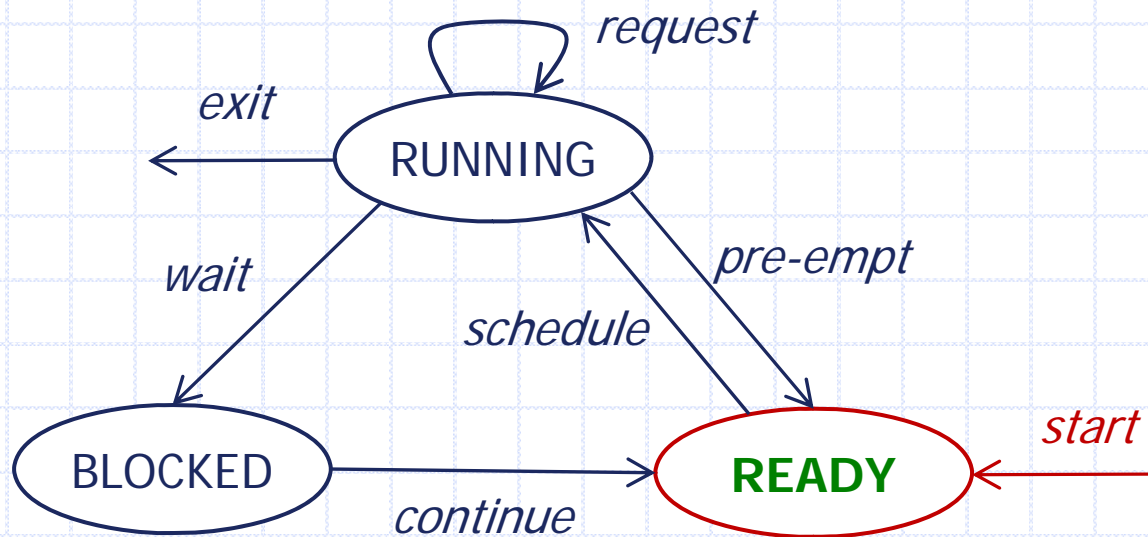 request
exit
RUNNING
wait
pre-empt
schedule
start
BLOCKED
READY
continue